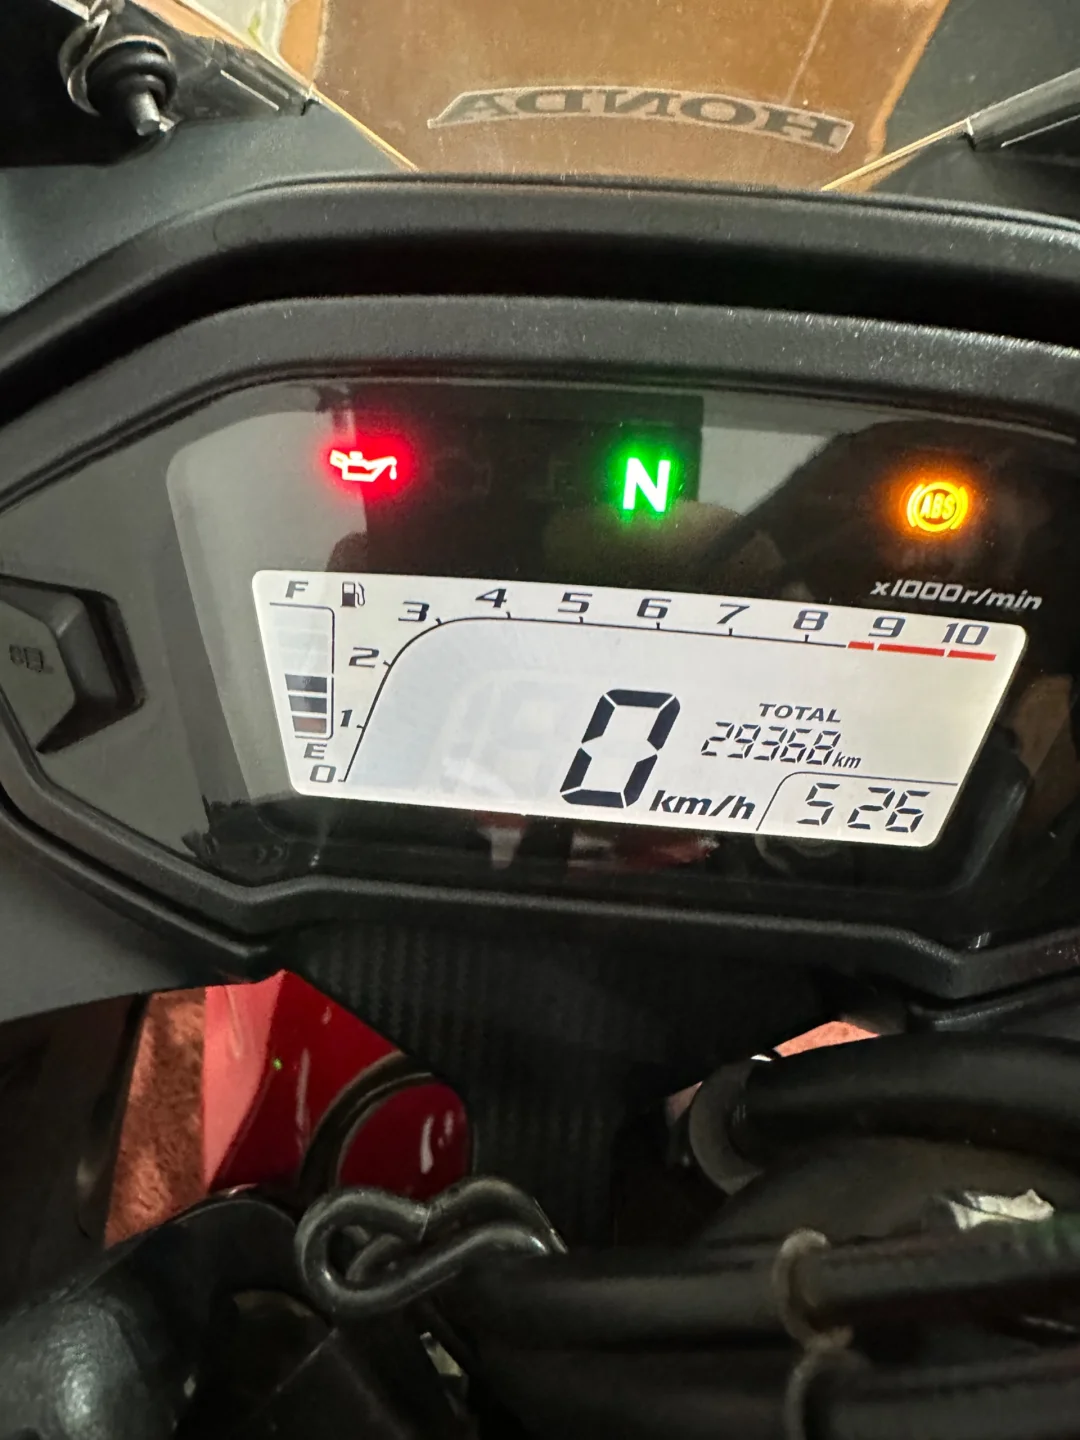 HONDA
N
ABS
x1000r/min
F
3 4 5 6 7 8 9 10
2
1
E
0
TOTAL
29368km
0 km/h
5 26